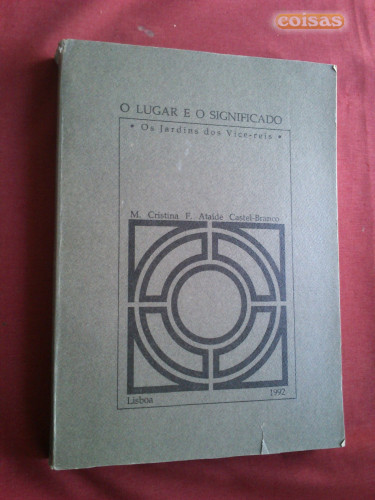 coisas
O LUGAR E O SIGNIFICADO
• Os Jardins dos Vice-reis •
M. Cristina F. Ataíde Castel-Branco
Lisboa 1992